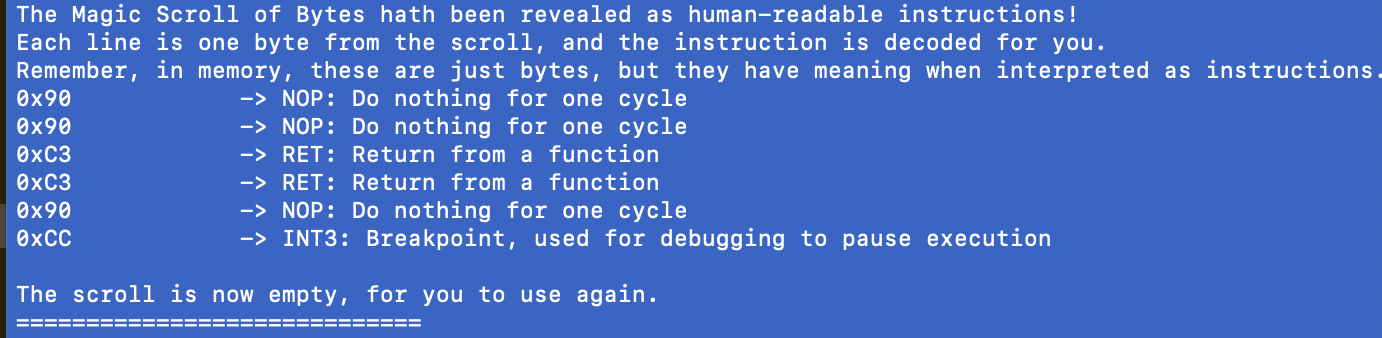 The Magic Scroll of Bytes hath been revealed as human-readable instructions!
Each line is one byte from the scroll, and the instruction is decoded for you.
Remember, in memory, these are just bytes, but they have meaning when interpreted as instructions.
0x90            -> NOP: Do nothing for one cycle
0x90            -> NOP: Do nothing for one cycle
0xC3            -> RET: Return from a function
0xC3            -> RET: Return from a function
0x90            -> NOP: Do nothing for one cycle
0xCC            -> INT3: Breakpoint, used for debugging to pause execution
The scroll is now empty, for you to use again.
=============================